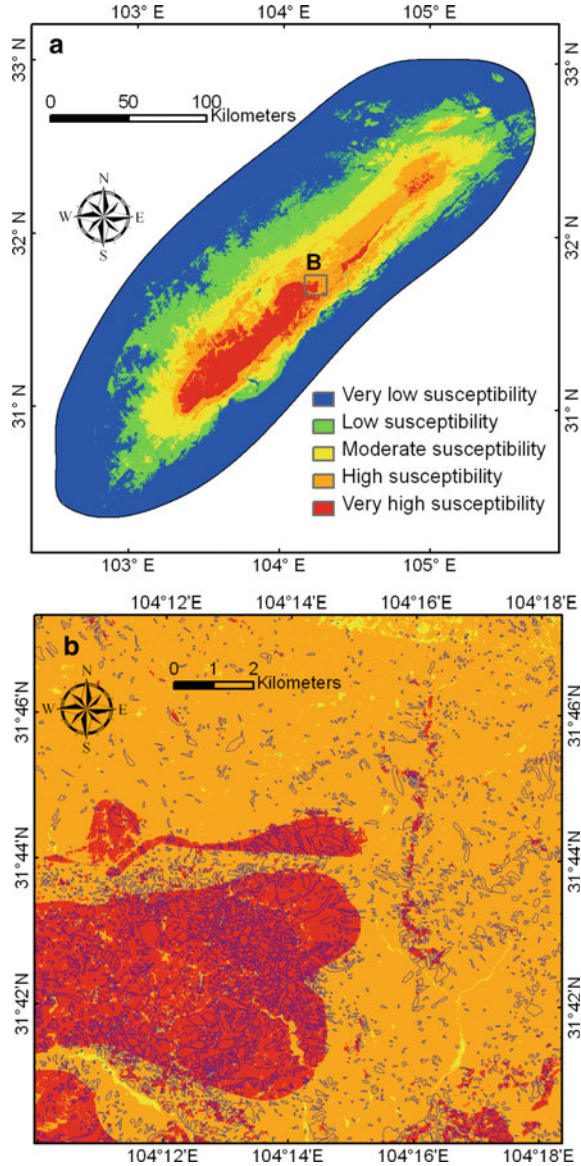 103° E 104° E 105° E
a
33° N
33° N
0 50 100
Kilometers
N
W E
S
32° N
32° N
B
31° N
31° N
Very low susceptibility
Low susceptibility
Moderate susceptibility
High susceptibility
Very high susceptibility
103° E 104° E 105° E
104°12'E 104°14'E 104°16'E 104°18'E
b
0 1 2
Kilometers
N
W E
S
31°46'N
31°46'N
31°44'N
31°44'N
31°42'N
31°42'N
104°12'E 104°14'E 104°16'E 104°18'E